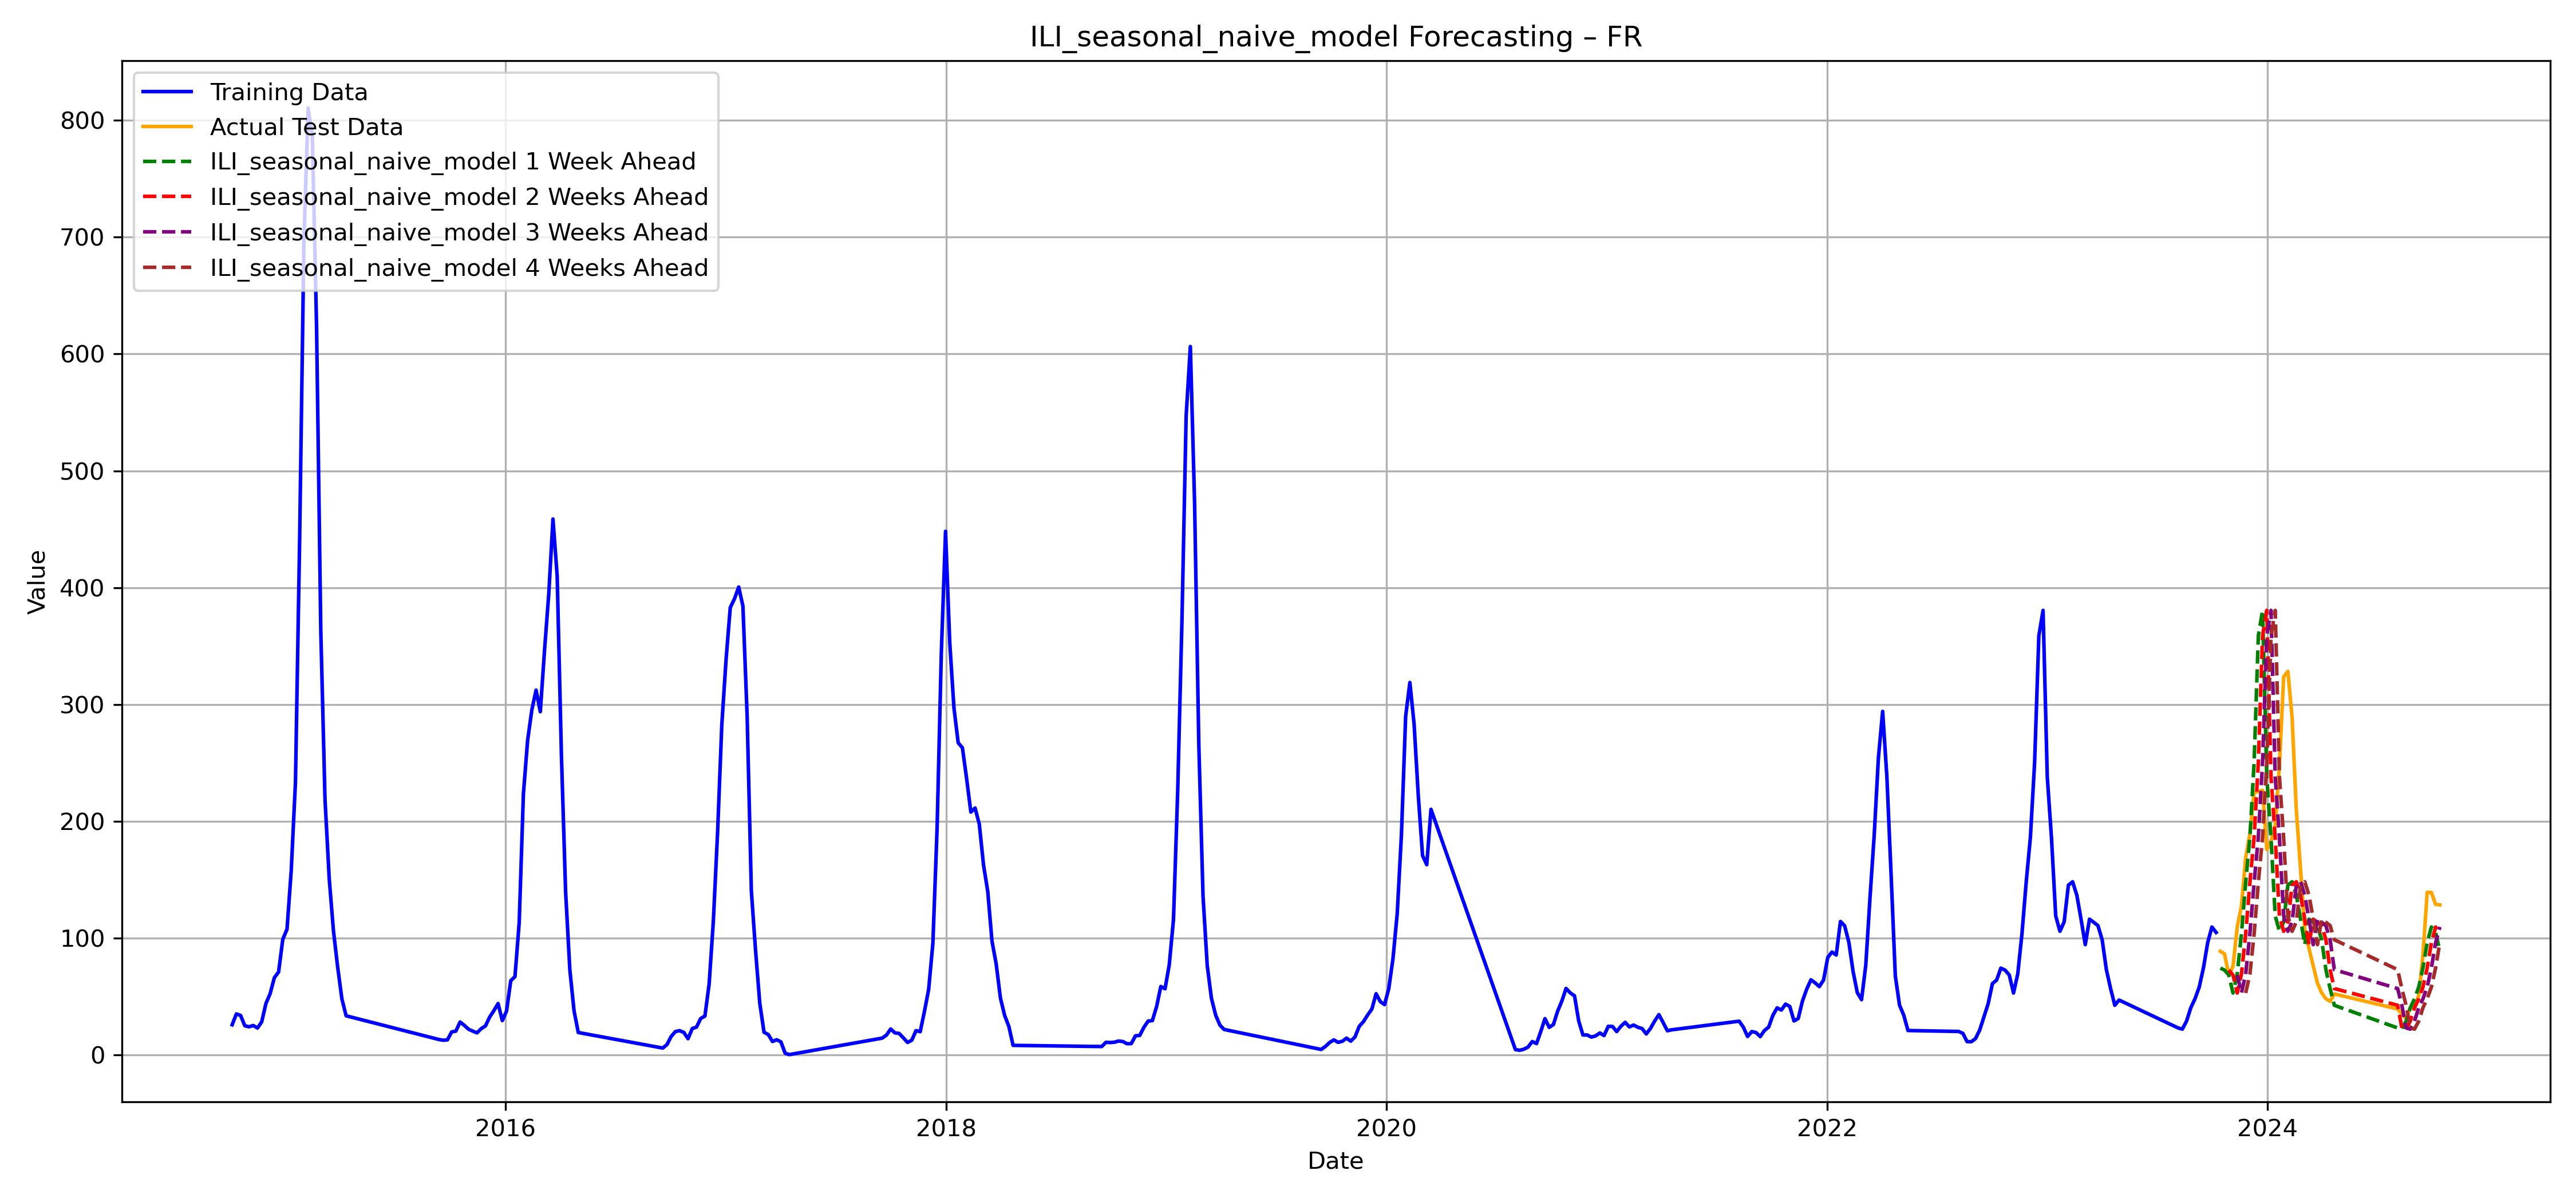 ILI_seasonal_naive_model Forecasting – FR
Training Data
Actual Test Data
ILI_seasonal_naive_model 1 Week Ahead
ILI_seasonal_naive_model 2 Weeks Ahead
ILI_seasonal_naive_model 3 Weeks Ahead
ILI_seasonal_naive_model 4 Weeks Ahead
800
700
600
500
400
300
200
100
0
Value
2016
2018
2020
2022
2024
Date